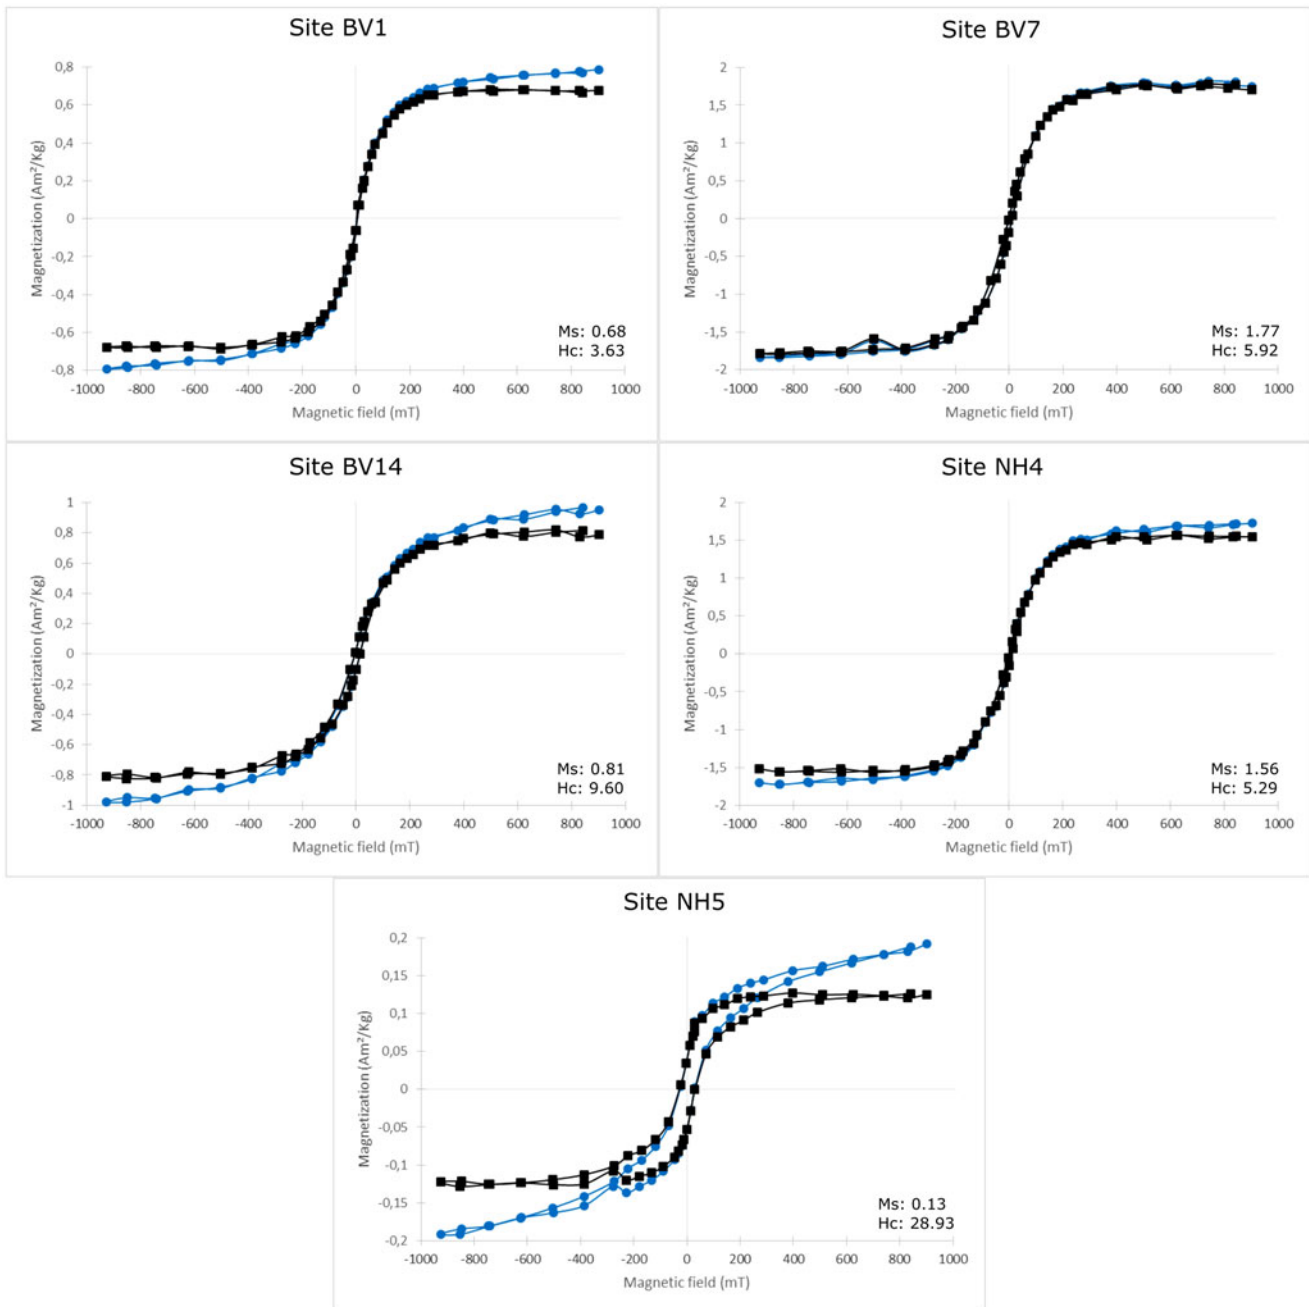 Site BV1
0,8
0,6
0,4
0,2
0
-0,2
-0,4
-0,6
-0,8
-1000 -800 -600 -400 -200 0 200 400 600 800 1000
Magnetization (Am²/Kg)
Magnetic field (mT)
Ms: 0.68
Hc: 3.63
Site BV7
2
1,5
1
0,5
0
-0,5
-1
-1,5
-2
-1000 -800 -600 -400 -200 0 200 400 600 800 1000
Magnetization (Am²/Kg)
Magnetic field (mT)
Ms: 1.77
Hc: 5.92
Site BV14
1
0,8
0,6
0,4
0,2
0
-0,2
-0,4
-0,6
-0,8
-1
-1000 -800 -600 -400 -200 0 200 400 600 800 1000
Magnetization (Am²/Kg)
Magnetic field (mT)
Ms: 0.81
Hc: 9.60
Site NH4
2
1,5
1
0,5
0
-0,5
-1
-1,5
-2
-1000 -800 -600 -400 -200 0 200 400 600 800 1000
Magnetization (Am²/Kg)
Magnetic field (mT)
Ms: 1.56
Hc: 5.29
Site NH5
0,2
0,15
0,1
0,05
0
-0,05
-0,1
-0,15
-0,2
-1000 -800 -600 -400 -200 0 200 400 600 800 1000
Magnetization (Am²/Kg)
Magnetic field (mT)
Ms: 0.13
Hc: 28.93